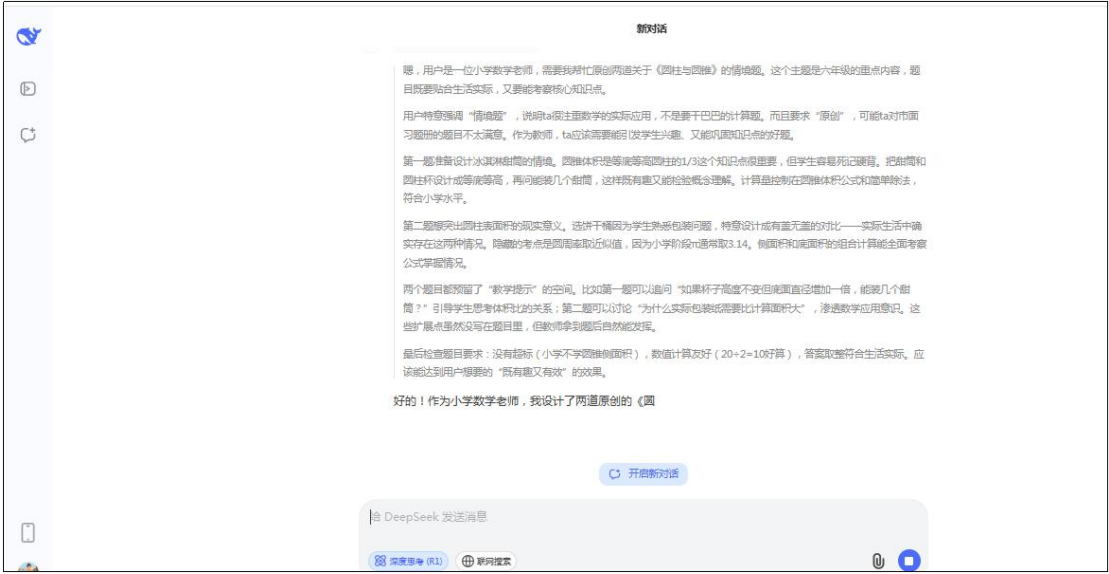 新对话
嗯，用户是一位小学数学老师，需要我帮忙原创两道关于《圆柱与圆锥》的情境题。这个主题是六年级的重点内容，题
目既要贴合生活实际，又要能考察核心知识点。
用户特意强调“情境题”，说明ta很注重数学的实际应用，不是要干巴巴的计算题。而且要求“原创”，可能ta对市面
习题册的题目不太满意。作为教师，ta应该需要能引发学生兴趣、又能巩固知识点的好题。
第一题准备设计冰淇淋甜筒的情境。圆锥体积是等底等高圆柱的1/3这个知识点很重要，但学生容易死记硬背。把甜筒和
圆柱杯设计成等底等高，再问能装几个甜筒，这样既有趣又能检验概念理解。计算量控制在圆锥体积公式和简单除法，
符合小学水平。
第二题想突出圆柱表面积的现实意义。选饼干桶因为学生熟悉包装问题，特意设计成有盖无盖的对比——实际生活中确
实存在这两种情况。隐藏的考点是圆周率取近似值，因为小学阶段π通常取3.14。侧面积和底面积的组合计算能全面考察
公式掌握情况。
两个题目都预留了“教学提示”的空间。比如第一题可以追问“如果杯子高度不变但底面直径增加一倍，能装几个甜
筒？”引导学生思考体积比的关系；第二题可以讨论“为什么实际包装纸需要比计算面积大”，渗透数学应用意识。这
些扩展点虽然没写在题目里，但教师拿到题后自然能发挥。
最后检查题目要求：没有超标（小学不学圆锥侧面积），数值计算友好（20÷2=10好算），答案取整符合生活实际。应
该能达到用户想要的“既有趣又有效”的效果。
好的！作为小学数学老师，我设计了两道原创的《圆
开启新对话
给 DeepSeek 发送消息
深度思考 (R1) 联网搜索